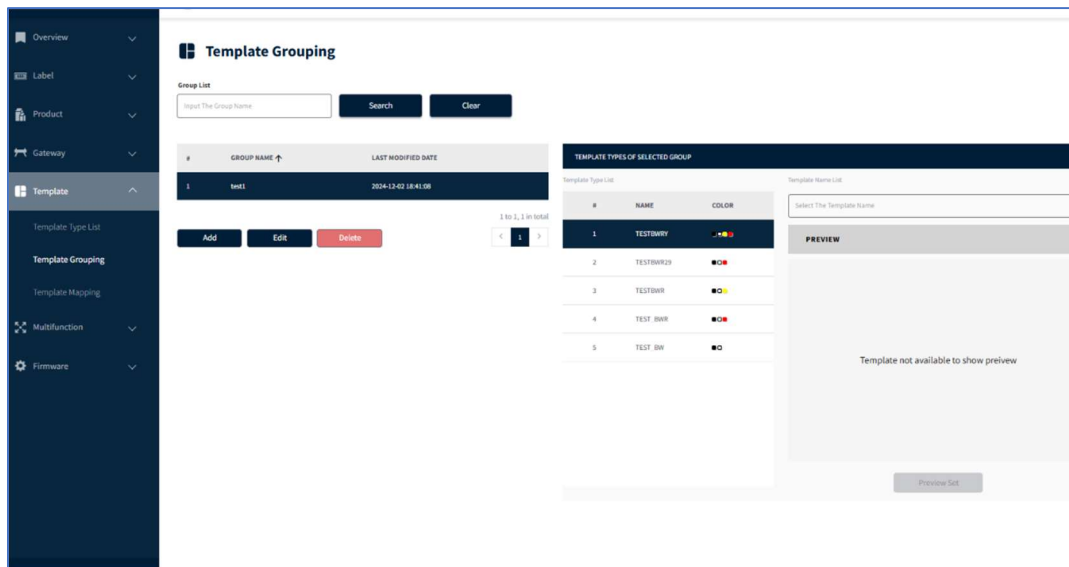 Overview
Label
Product
Gateway
Template
Template Type List
Template Grouping
Template Mapping
Multifunction
Firmware
Template Grouping
Group List
Input The Group Name
Search
Clear
# GROUP NAME LAST MODIFIED DATE
1 test1 2024-12-02 18:41:08
1 to 1, 1 in total
Add Edit Delete
< 1 >
TEMPLATE TYPES OF SELECTED GROUP
Template Type List
# NAME COLOR
1 TESTBWRY
2 TESTBWR29
3 TESTBWR
4 TEST_BWR
5 TEST_BW
Template Name List
Select The Template Name
PREVIEW
Template not available to show preivew
Preview Set